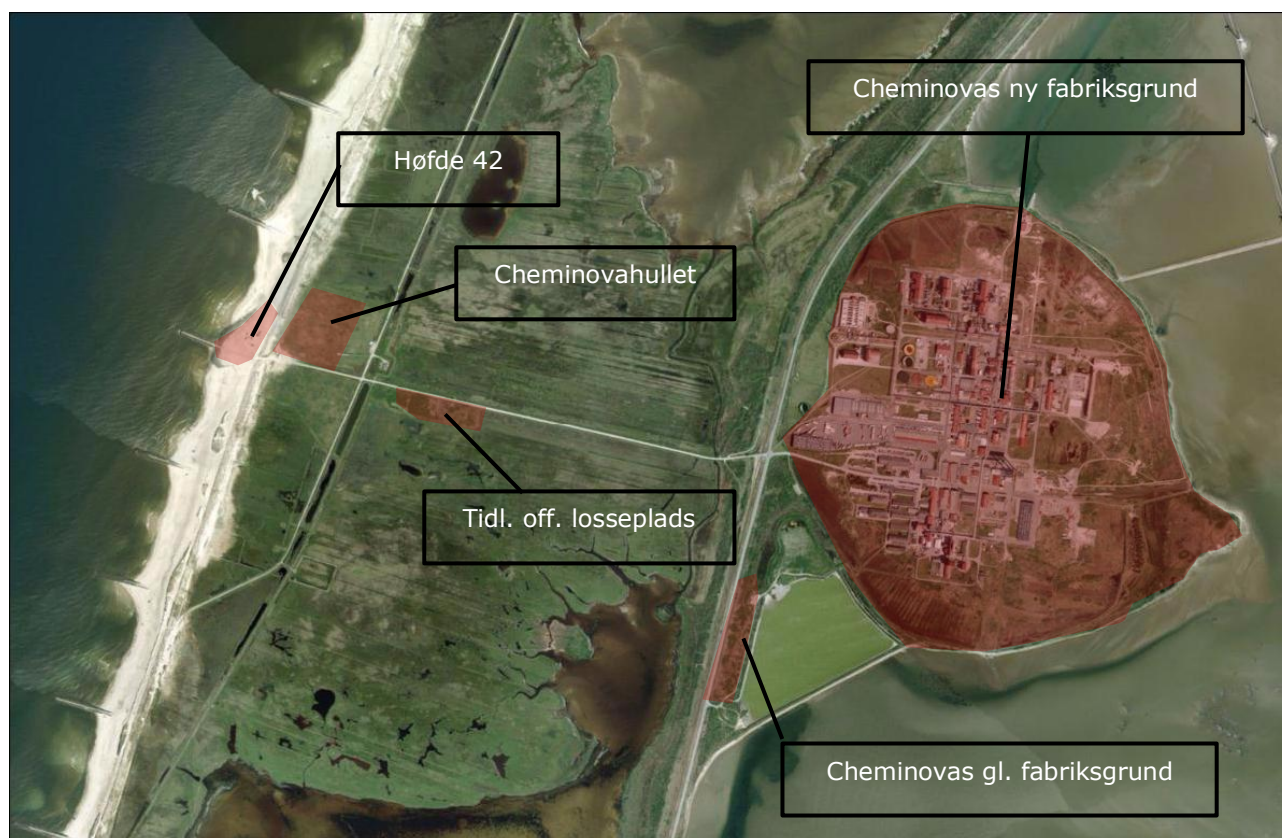 Cheminovas ny fabriksgrund
Høfde 42
Cheminovahullet
Tidl. off. losseplads
Cheminovas gl. fabriksgrund